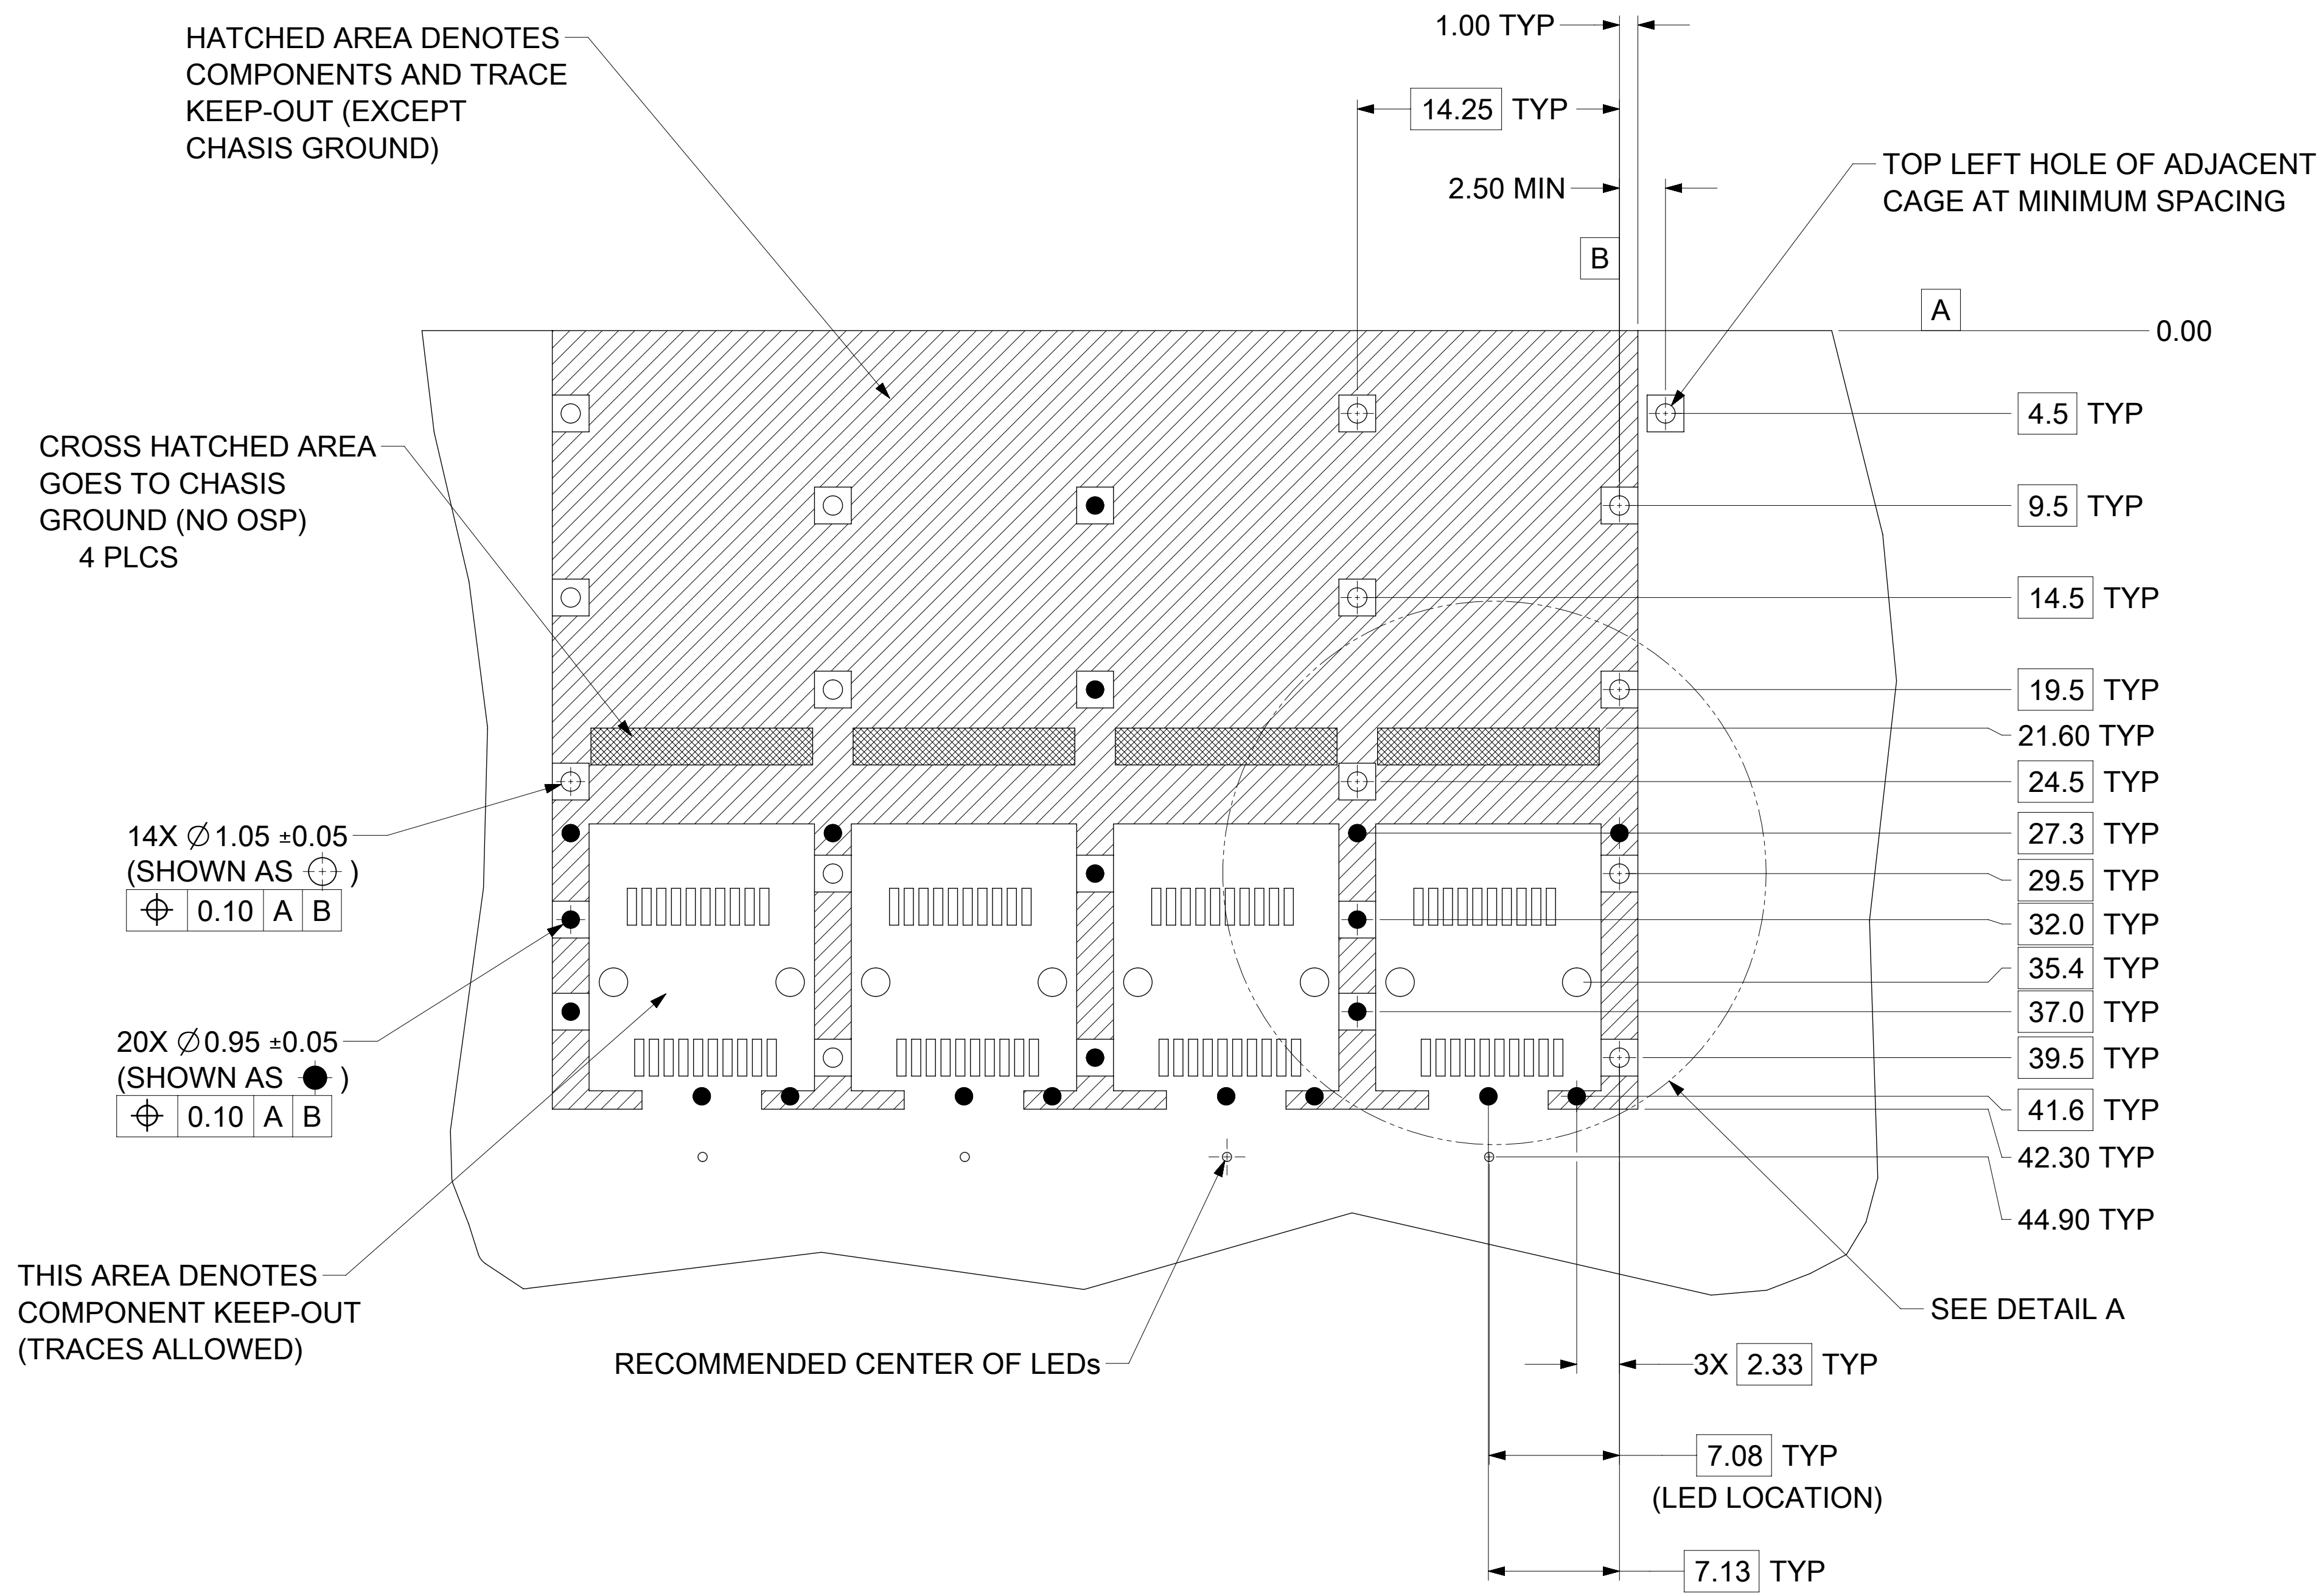 HATCHED AREA DENOTES
COMPONENTS AND TRACE
KEEP-OUT (EXCEPT
CHASIS GROUND)
1.00 TYP
14.25 TYP
2.50 MIN
TOP LEFT HOLE OF ADJACENT
CAGE AT MINIMUM SPACING
B
A
0.00
4.5 TYP
CROSS HATCHED AREA
GOES TO CHASIS
GROUND (NO OSP)
4 PLCS
9.5 TYP
14.5 TYP
19.5 TYP
21.60 TYP
24.5 TYP
27.3 TYP
29.5 TYP
32.0 TYP
35.4 TYP
37.0 TYP
39.5 TYP
41.6 TYP
42.30 TYP
44.90 TYP
14X ∅1.05 ±0.05
(SHOWN AS ⌖)
⌖ 0.10 A B
20X ∅0.95 ±0.05
(SHOWN AS ●)
⌖ 0.10 A B
THIS AREA DENOTES
COMPONENT KEEP-OUT
(TRACES ALLOWED)
RECOMMENDED CENTER OF LEDs
SEE DETAIL A
3X 2.33 TYP
7.08 TYP
(LED LOCATION)
7.13 TYP